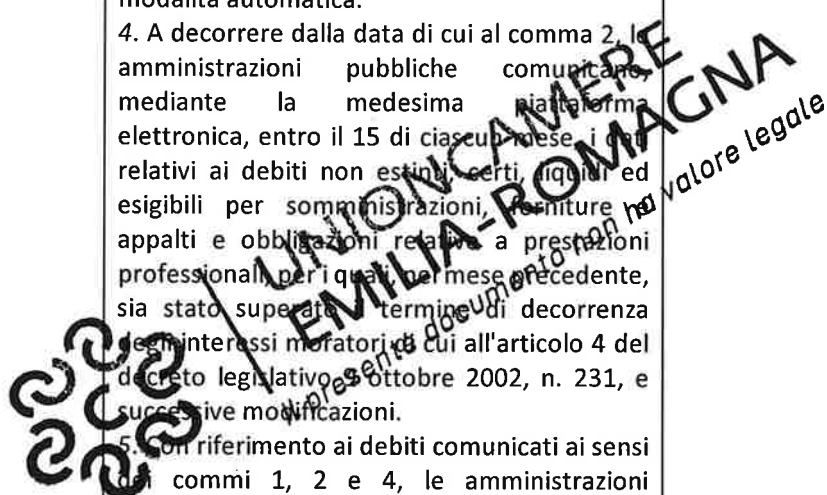 modalità automatica.
4. A decorrere dalla data di cui al comma 2, le
amministrazioni pubbliche comunicano,
mediante la medesima piattaforma
elettronica, entro il 15 di ciascun mese, i dati
relativi ai debiti non estinti, certi, liquidi ed
esigibili per somministrazioni, forniture e
appalti e obbligazioni relative a prestazioni
professionali, per i quali, nel mese precedente,
sia stato superato il termine di decorrenza
degli interessi moratori di cui all'articolo 4 del
decreto legislativo 9 ottobre 2002, n. 231, e
successive modificazioni.
5. Con riferimento ai debiti comunicati ai sensi
dei commi 1, 2 e 4, le amministrazioni
UNIONCAMERE
EMILIA-ROMAGNA
Il presente documento non ha valore legale